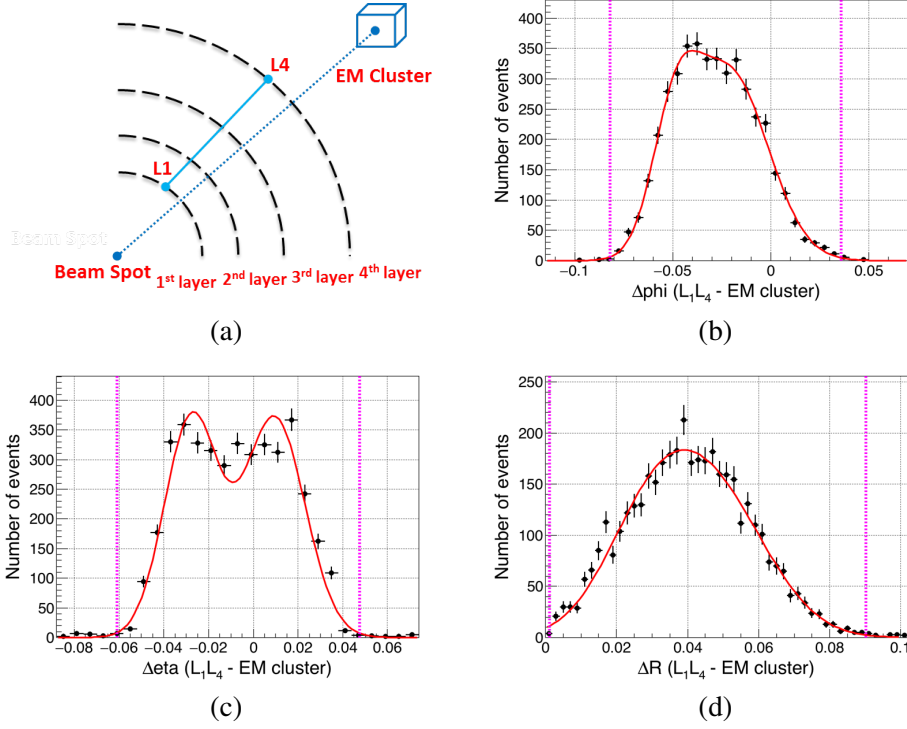 L4
EM Cluster
L1
Beam Spot
Beam Spot
1st layer 2nd layer 3rd layer 4th layer
(a)
Number of events
350
300
250
200
150
100
50
0
−0.1 −0.05 0 0.05
Δphi (L1L4 - EM cluster)
(b)
Number of events
400
350
300
250
200
150
100
50
0
−0.08 −0.06 −0.04 −0.02 0 0.02 0.04 0.06
Δeta (L1L4 - EM cluster)
(c)
Number of events
250
200
150
100
50
0
0 0.02 0.04 0.06 0.08 0.1
ΔR (L1L4 - EM cluster)
(d)